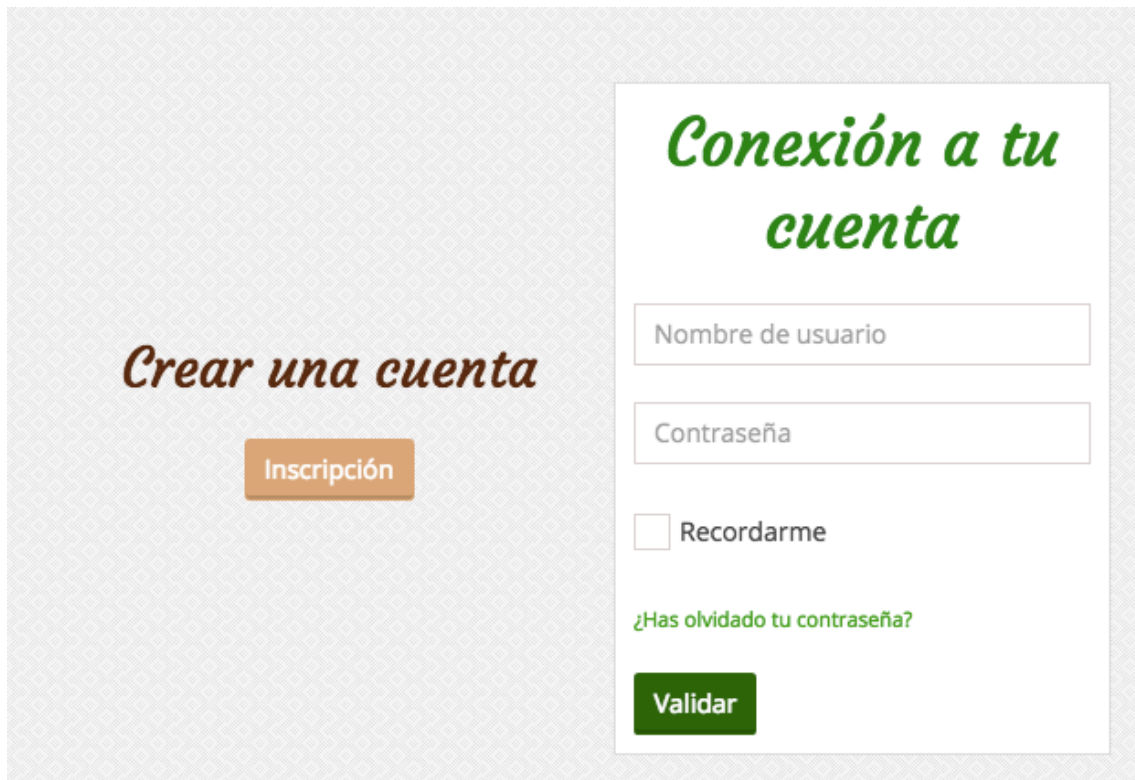 Crear una cuenta
Inscripción
Conexión a tu
cuenta
Nombre de usuario
Contraseña
Recordarme
¿Has olvidado tu contraseña?
Validar